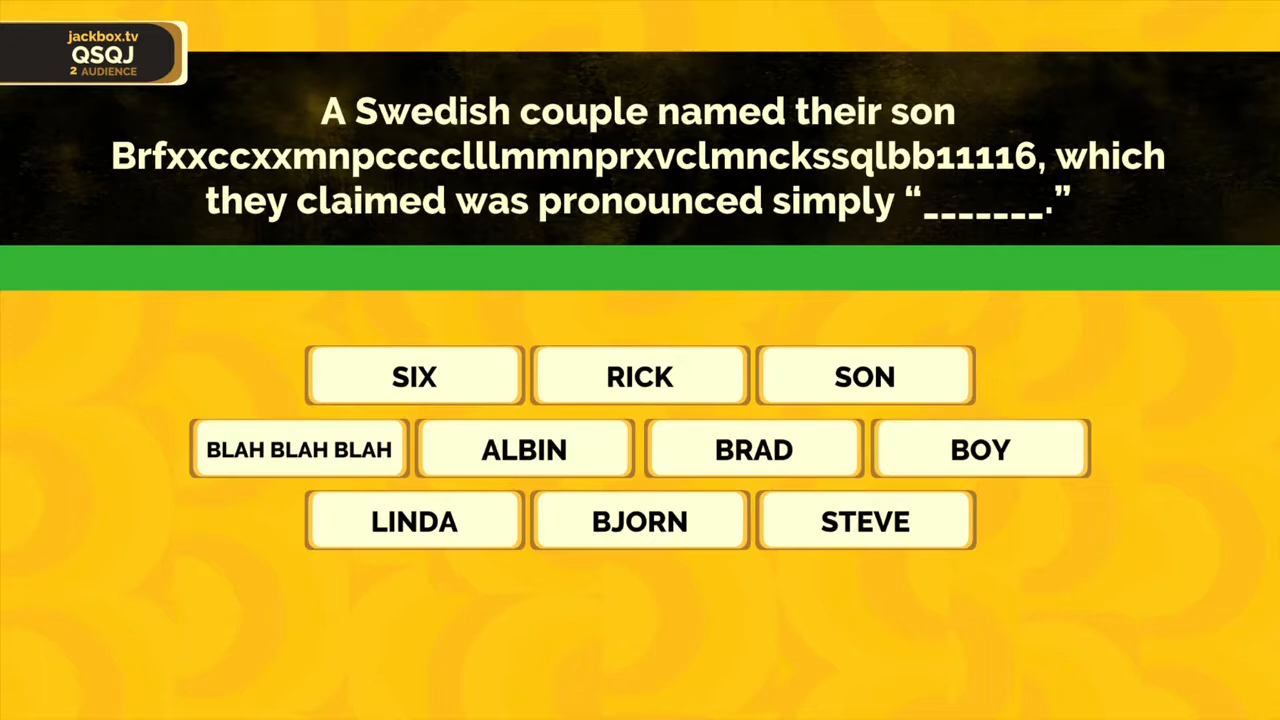 jackbox.tv
QSQJ
2 AUDIENCE
A Swedish couple named their son
Brfxxccxxmnpcccclllmmnprxvclmnckssqlbb11116, which
they claimed was pronounced simply “_______.”
SIX
RICK
SON
BLAH BLAH BLAH
ALBIN
BRAD
BOY
LINDA
BJORN
STEVE